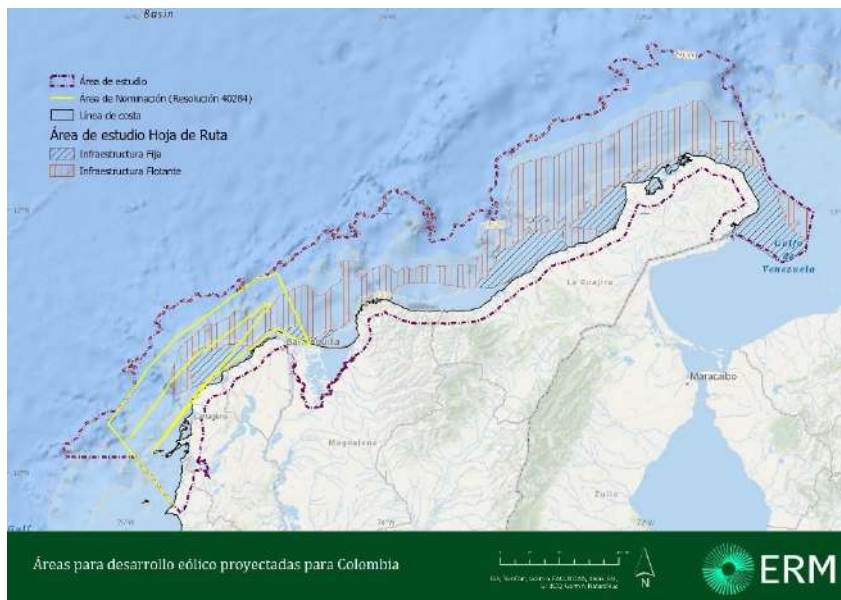 Basin
Área de estudio
Área de Nominación (Resolución 40284)
Línea de costa
Área de estudio Hoja de Ruta
Infraestructura Fija
Infraestructura Flotante
Golfo
de
Venezuela
La Guajira
Barranquilla
Maracaibo
Cartagena
Magdalena
Zulia
Gulf
Áreas para desarrollo eólico proyectadas para Colombia
N
ERM